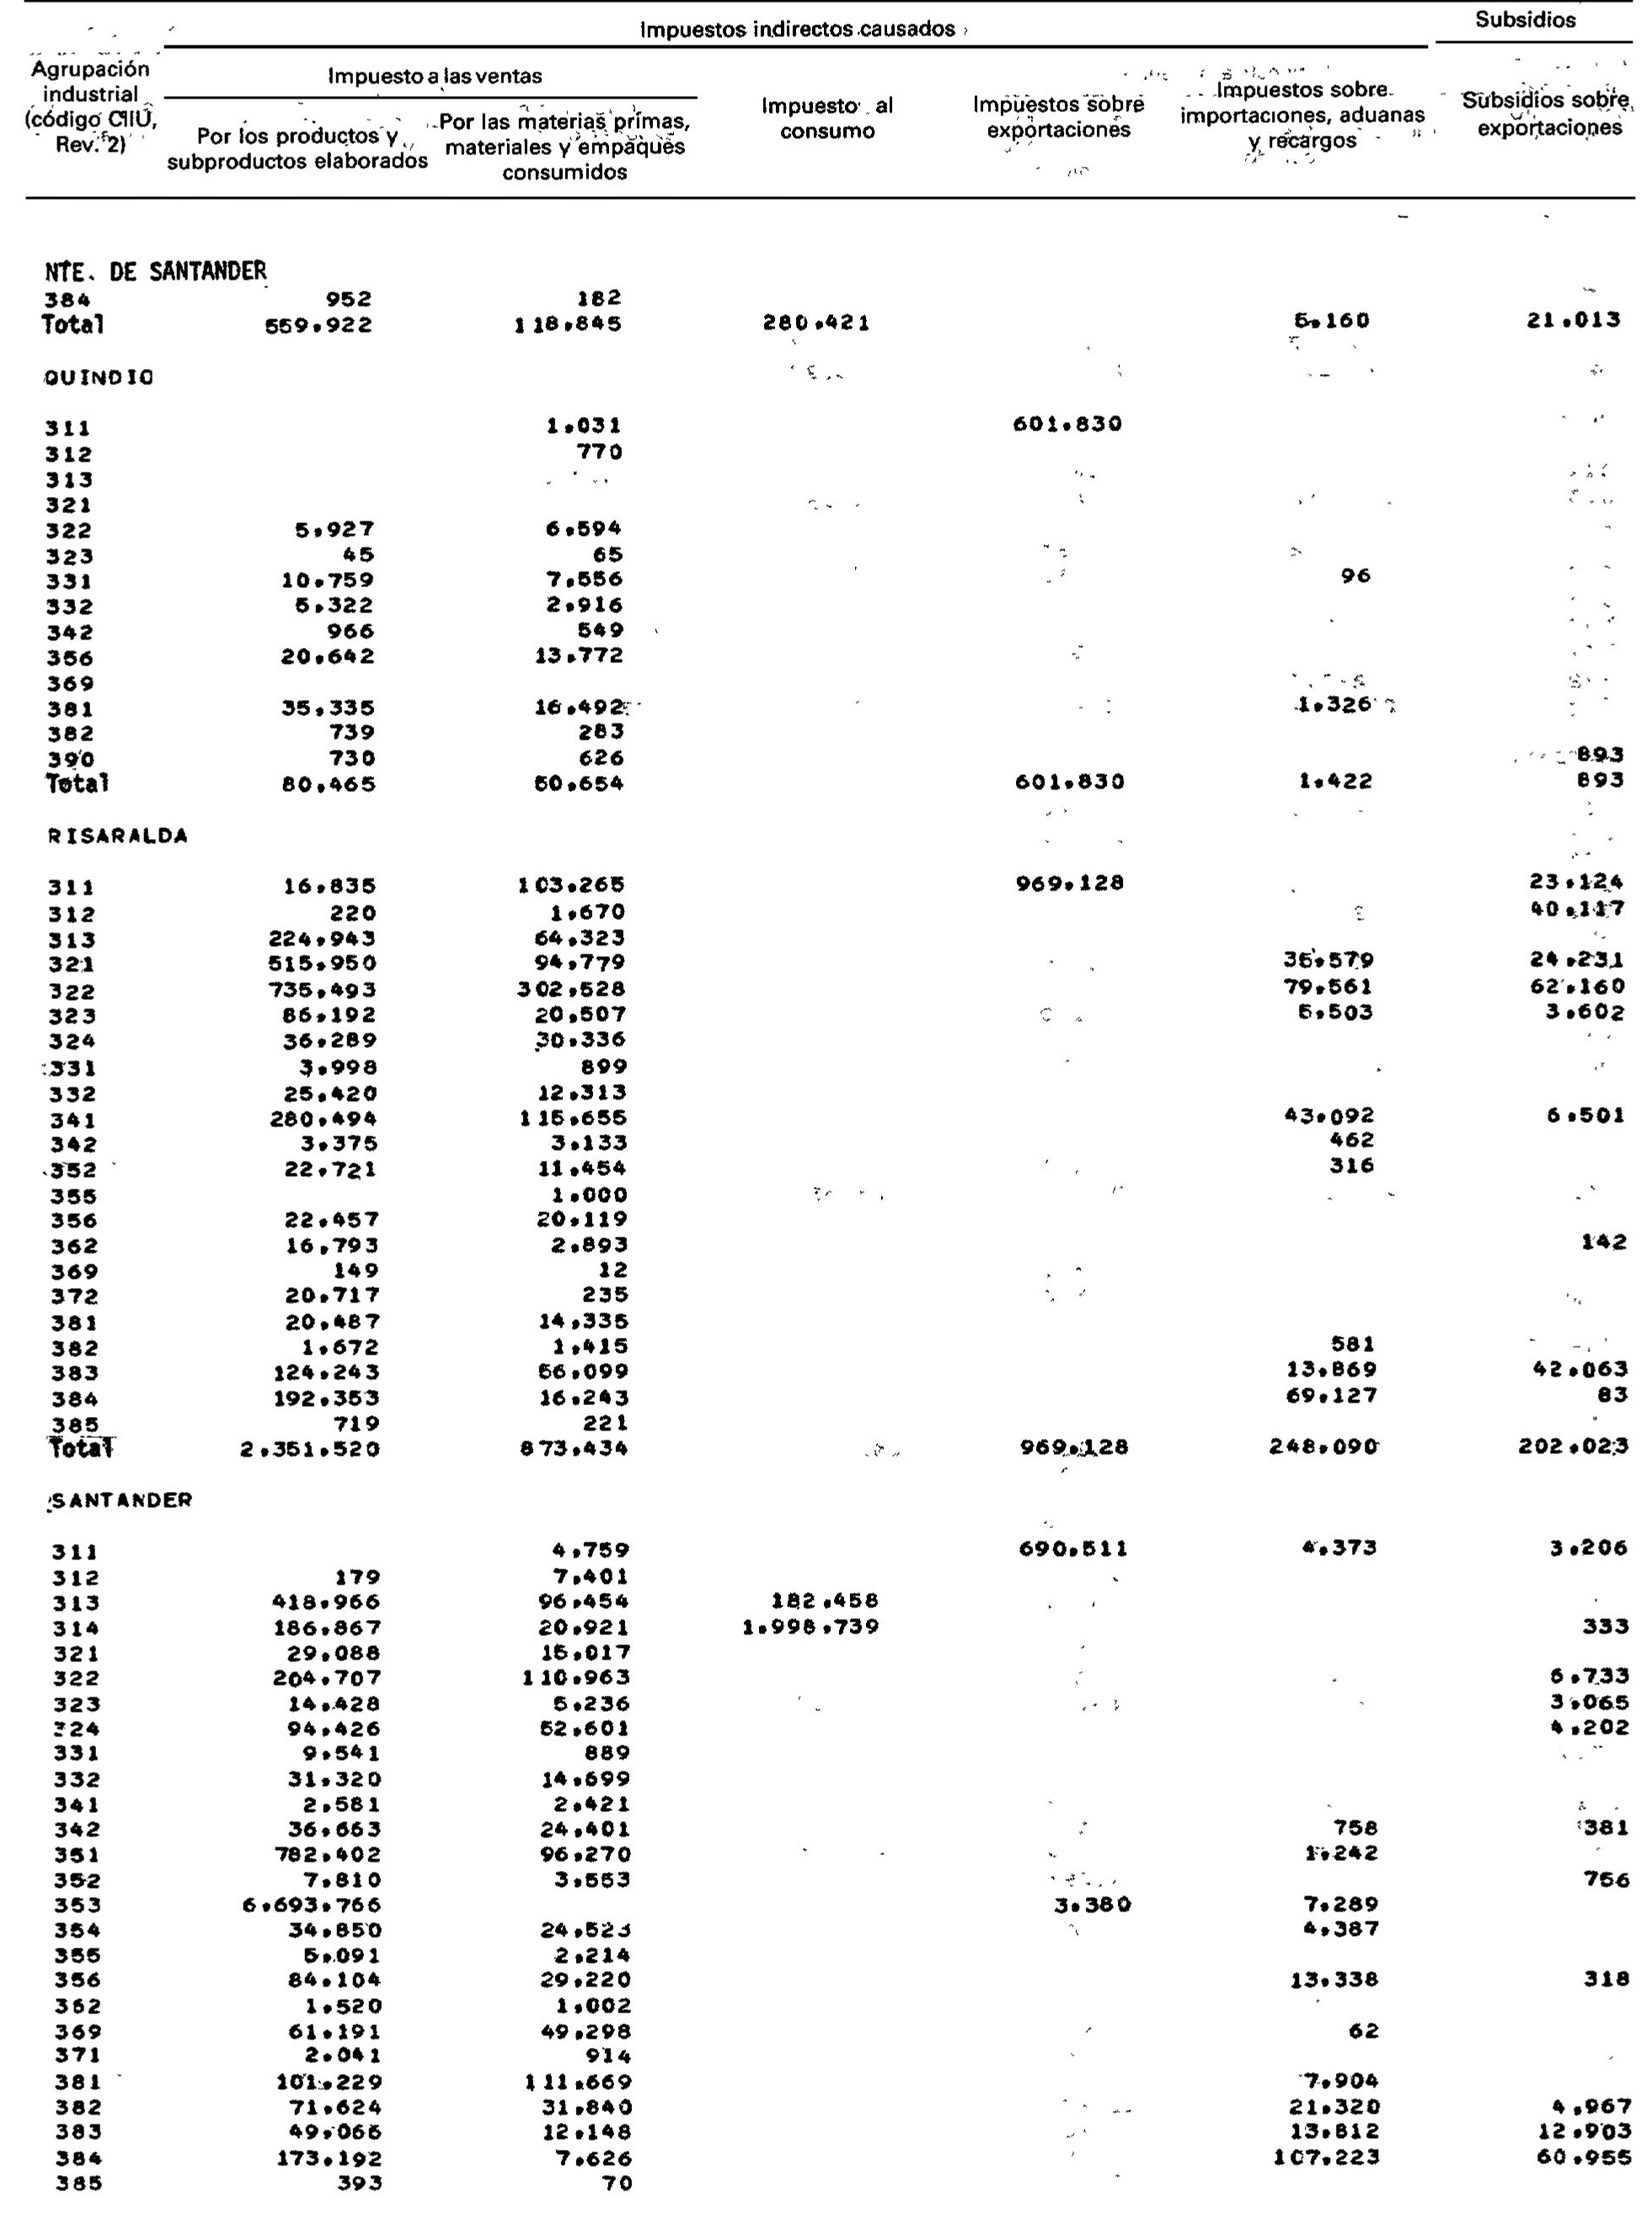 Impuestos indirectos causados
Subsidios
Agrupación
industrial
(código CIIU,
Rev. 2)
Impuesto a las ventas
Por los productos y
subproductos elaborados
Por las materias primas,
materiales y empaques
consumidos
Impuesto al
consumo
Impuestos sobre
exportaciones
Impuestos sobre
importaciones, aduanas
y recargos
Subsidios sobre
exportaciones
NTE. DE SANTANDER
384 952 182
Total 559.922 118.845 280.421 5.160 21.013
QUINDIO
311 1.031 601.830
312 770
313
321
322 5.927 6.594
323 45 65
331 10.759 7.556 96
332 5.322 2.916
342 966 549
356 20.642 13.772
369
381 35.335 16.492 1.326
382 739 283
390 730 626 893
Total 80.465 50.654 601.830 1.422 893
RISARALDA
311 16.835 103.265 969.128 23.124
312 220 1.670 40.117
313 224.943 64.323
321 515.950 94.779 35.579 24.231
322 735.493 302.528 79.561 62.160
323 86.192 20.507 5.503 3.602
324 36.289 30.336
331 3.998 899
332 25.420 12.313
341 280.494 115.655 43.092 6.501
342 3.375 3.133 462
352 22.721 11.454 316
355 1.000
356 22.457 20.119
362 16.793 2.893 142
369 149 12
372 20.717 235
381 20.487 14.335
382 1.672 1.415 581
383 124.243 56.099 13.869 42.063
384 192.353 16.243 69.127 83
385 719 221
Total 2.351.520 873.434 969.128 248.090 202.023
SANTANDER
311 4.759 690.511 4.373 3.206
312 179 7.401
313 418.966 96.454 182.458
314 186.867 20.921 1.998.739 333
321 29.088 15.017
322 204.707 110.963 5.733
323 14.428 5.236 3.065
324 94.426 52.601 4.202
331 9.541 889
332 31.320 14.699
341 2.581 2.421
342 36.663 24.401 758 381
351 782.402 96.270 1.242
352 7.810 3.553 756
353 6.693.766 3.380 7.289
354 34.850 24.523 4.387
355 5.091 2.214
356 84.104 29.220 13.338 318
362 1.520 1.002
369 61.191 49.298 62
371 2.041 914
381 101.229 111.669 7.904
382 71.624 31.840 21.320 4.967
383 49.066 12.148 13.812 12.903
384 173.192 7.626 107.223 60.955
385 393 70